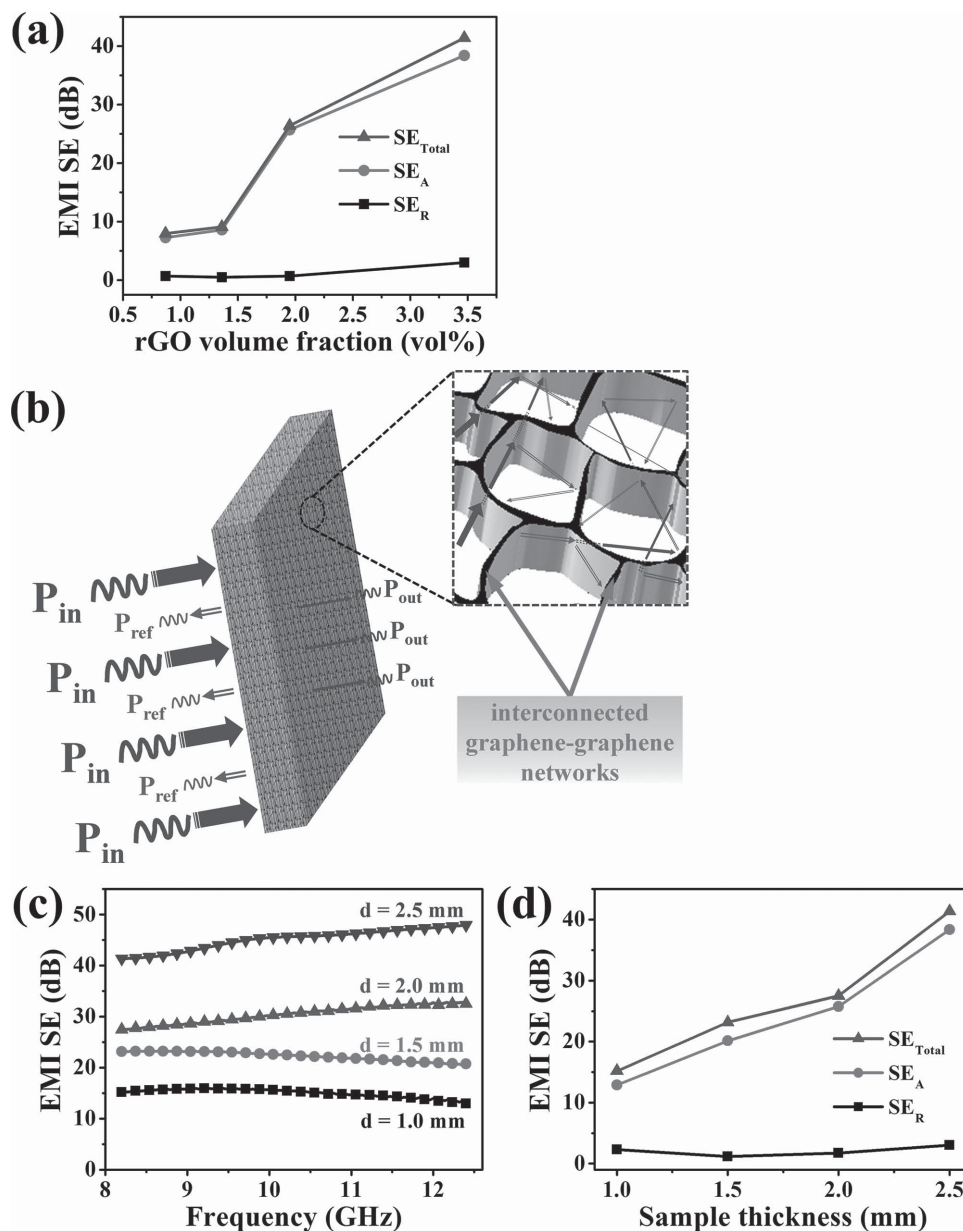 (a)
EMI SE (dB)
40
30
20
10
0
SE_Total
SE_A
SE_R
0.5 1.0 1.5 2.0 2.5 3.0 3.5
rGO volume fraction (vol%)
(b)
P_in
P_ref
P_in
P_ref
P_in
P_ref
P_in
P_out
P_out
P_out
interconnected
graphene-graphene
networks
(c)
EMI SE (dB)
50
40
30
20
10
0
d = 2.5 mm
d = 2.0 mm
d = 1.5 mm
d = 1.0 mm
8 9 10 11 12
Frequency (GHz)
(d)
EMI SE (dB)
40
30
20
10
0
SE_Total
SE_A
SE_R
1.0 1.5 2.0 2.5
Sample thickness (mm)